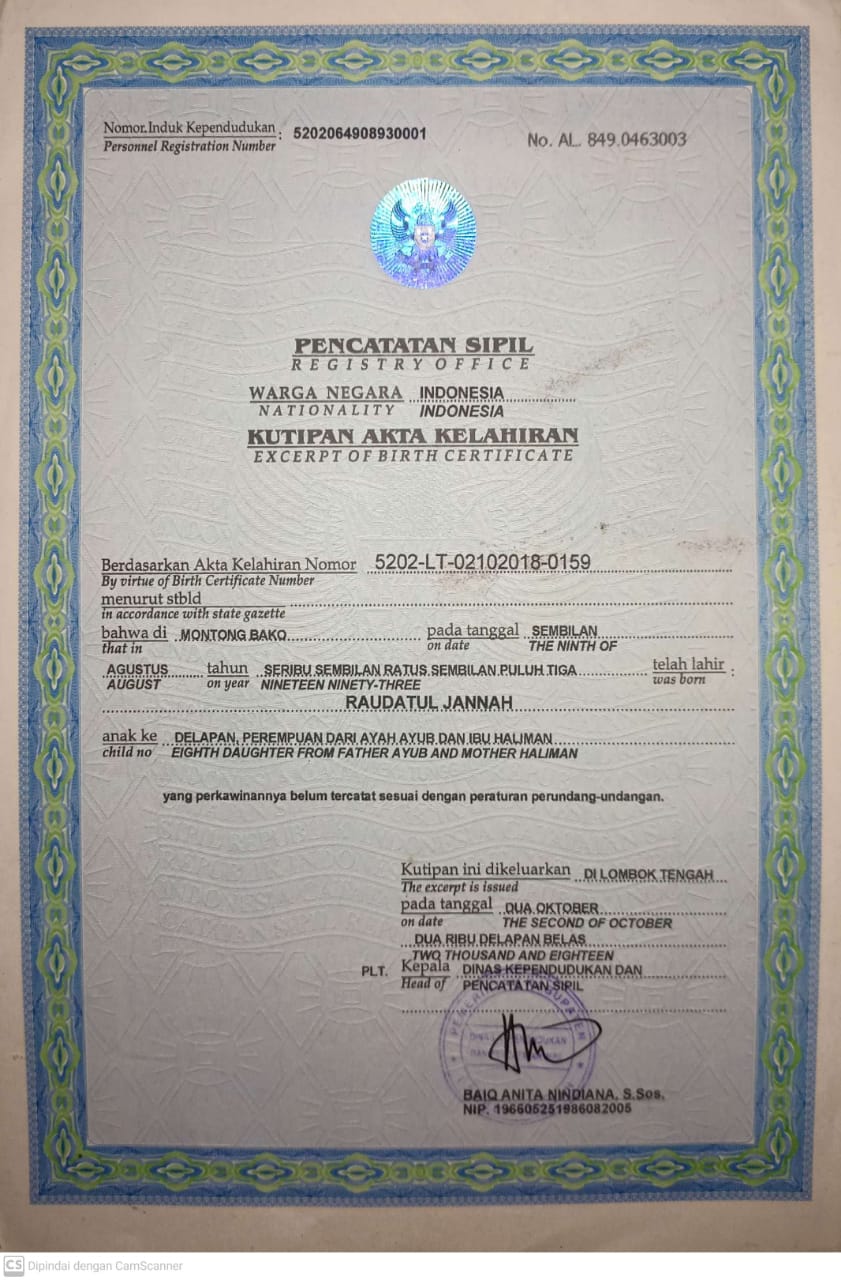 Nomor.Induk Kependudukan : 5202064908930001
Personnel Registration Number
No. AL. 849.0463003
PENCATATAN SIPIL
REGISTRY OFFICE
WARGA NEGARA INDONESIA
NATIONALITY INDONESIA
KUTIPAN AKTA KELAHIRAN
EXCERPT OF BIRTH CERTIFICATE
Berdasarkan Akta Kelahiran Nomor 5202-LT-02102018-0159
By virtue of Birth Certificate Number
menurut stbld
in accordance with state gazette
bahwa di MONTONG BAKO pada tanggal SEMBILAN
that in on date THE NINTH OF
AGUSTUS tahun SERIBU SEMBILAN RATUS SEMBILAN PULUH TIGA telah lahir :
AUGUST on year NINETEEN NINETY-THREE was born
RAUDATUL JANNAH
anak ke DELAPAN, PEREMPUAN DARI AYAH AYUB DAN IBU HALIMAN
child no EIGHTH DAUGHTER FROM FATHER AYUB AND MOTHER HALIMAN
yang perkawinannya belum tercatat sesuai dengan peraturan perundang-undangan.
Kutipan ini dikeluarkan DI LOMBOK TENGAH
The excerpt is issued
pada tanggal DUA OKTOBER
on date THE SECOND OF OCTOBER
DUA RIBU DELAPAN BELAS
TWO THOUSAND AND EIGHTEEN
PLT. Kepala DINAS KEPENDUDUKAN DAN
Head of PENCATATAN SIPIL
BAIQ ANITA NINDIANA, S.Sos.
NIP. 196605251986082005
CS Dipindai dengan CamScanner